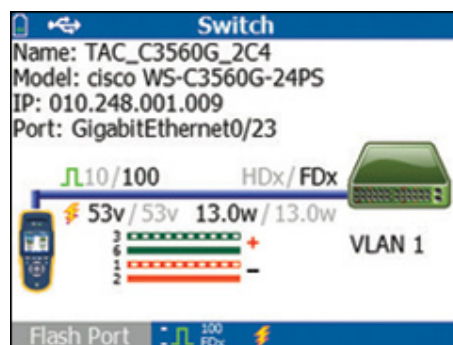 Switch
Name: TAC_C3560G_2C4
Model: cisco WS-C3560G-24PS
IP: 010.248.001.009
Port: GigabitEthernet0/23
10/100 HDx/FDx
53v/53v 13.0w/13.0w
3
6
1
2
+
-
VLAN 1
Flash Port
100
FDx